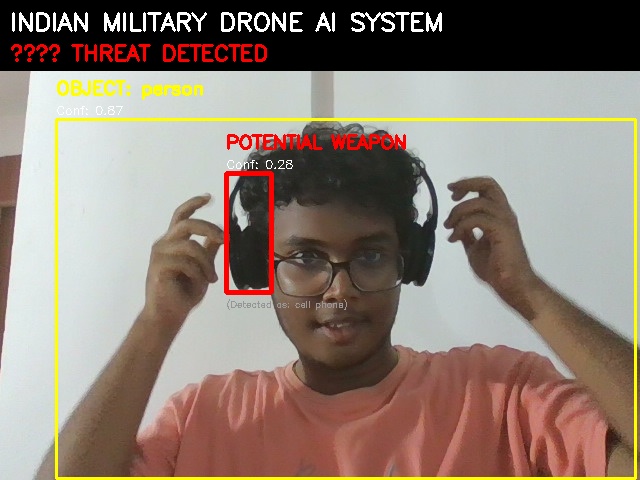 INDIAN MILITARY DRONE AI SYSTEM
???? THREAT DETECTED
OBJECT: person
Conf: 0.87
POTENTIAL WEAPON
Conf: 0.28
(Detected as: cell phone)